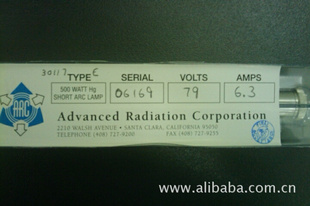 30117 E
TYPE SERIAL VOLTS AMPS
500 WATT Hg
SHORT ARC LAMP
06169 79 6.3
ARC
Advanced Radiation Corporation
2210 WALSH AVENUE • SANTA CLARA, CALIFORNIA 95050
TELEPHONE (408) 727-9200 FAX (408) 727-9255
alibaba.com.cn